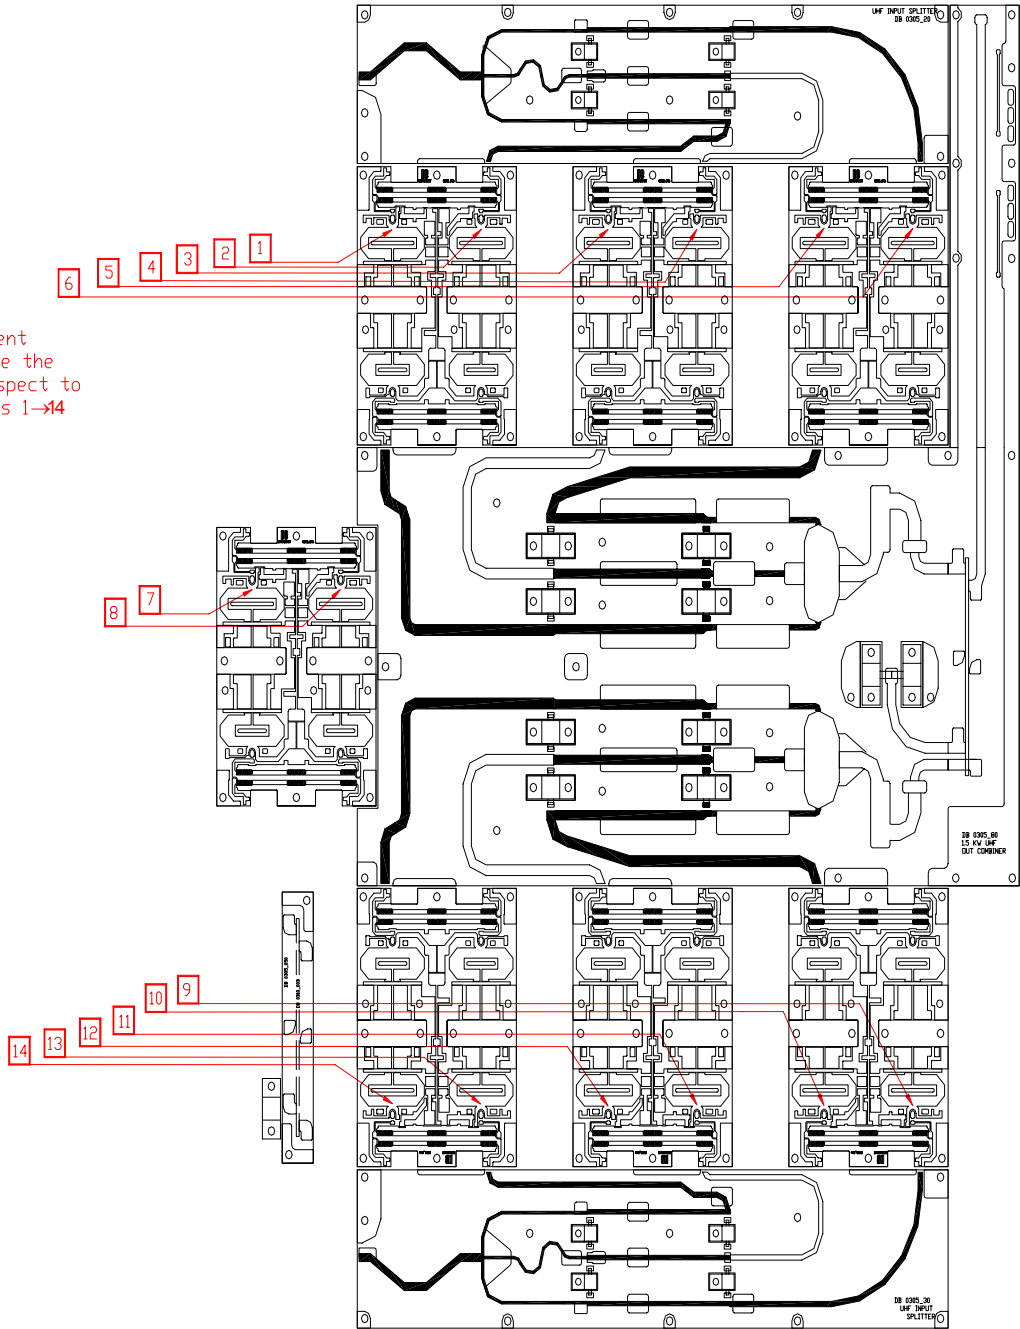 UHF INPUT SPLITTER
DB 0305_20
1
2
3
4
5
6
ent
e the
spect to
s 1→14
7
8
DB 0305_80
1.5 KW UHF
OUT COMBINER
9
10
11
12
13
14
DB 0305_30
UHF INPUT
SPLITTER